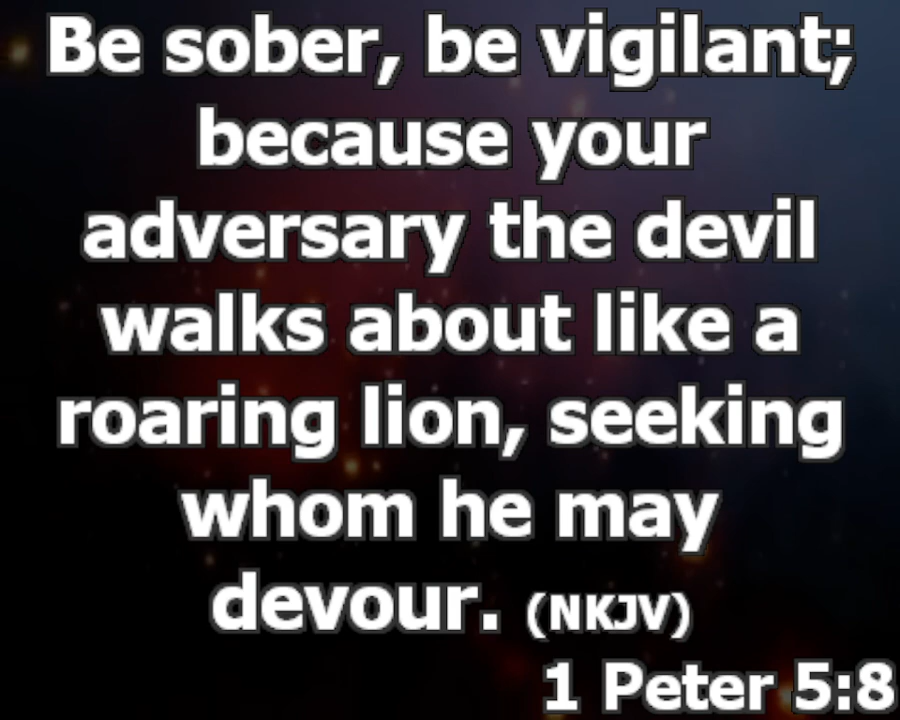 Be sober, be vigilant;
because your
adversary the devil
walks about like a
roaring lion, seeking
whom he may
devour. (NKJV)
1 Peter 5:8